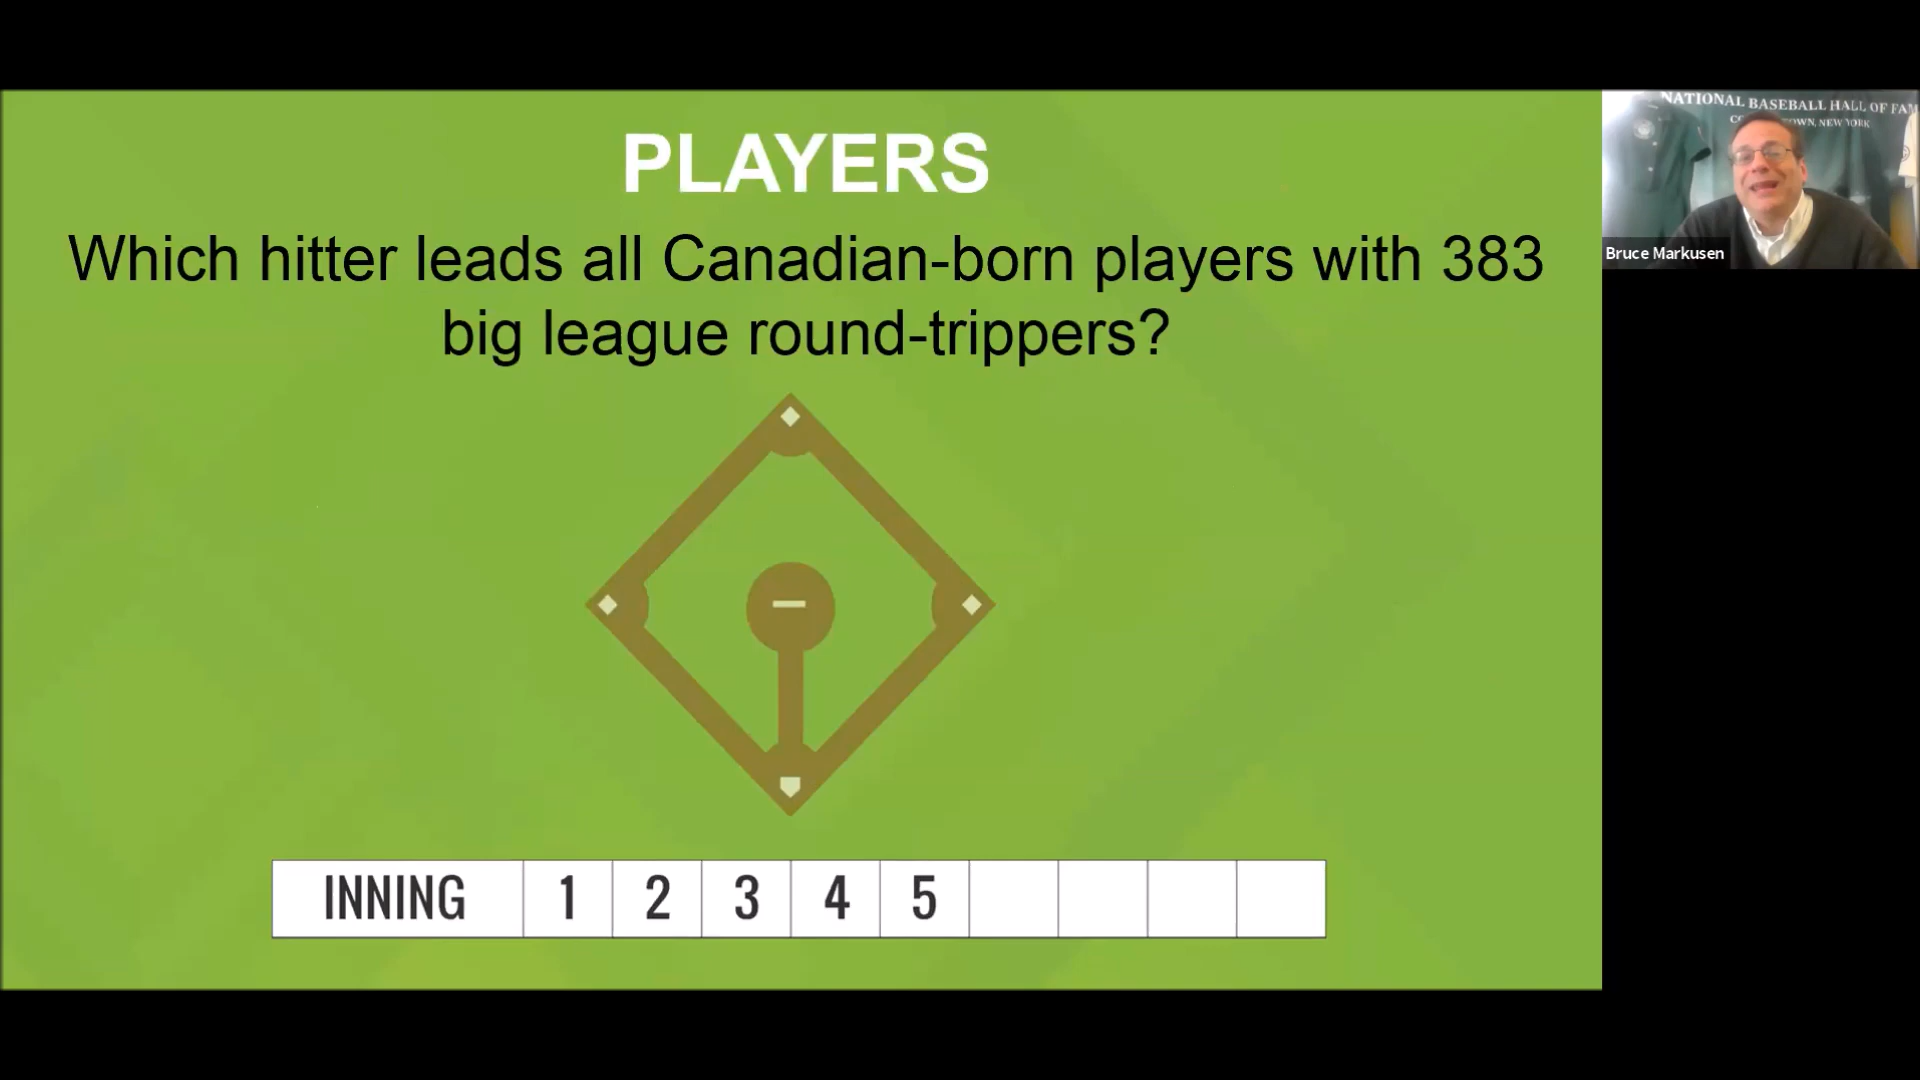 PLAYERS
Which hitter leads all Canadian-born players with 383
big league round-trippers?
INNING 1 2 3 4 5
NATIONAL BASEBALL HALL OF FAM
NEW YORK
Bruce Markusen